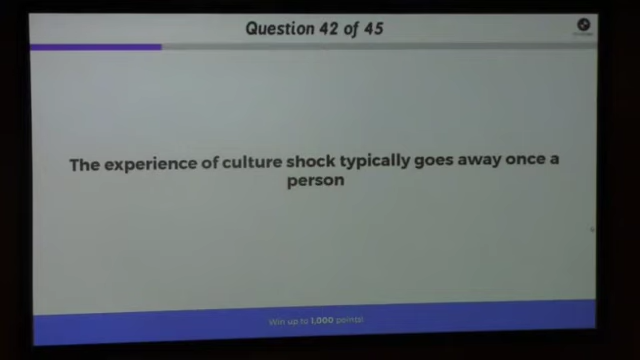 Question 42 of 45
The experience of culture shock typically goes away once a
person
Win up to 1,000 points!